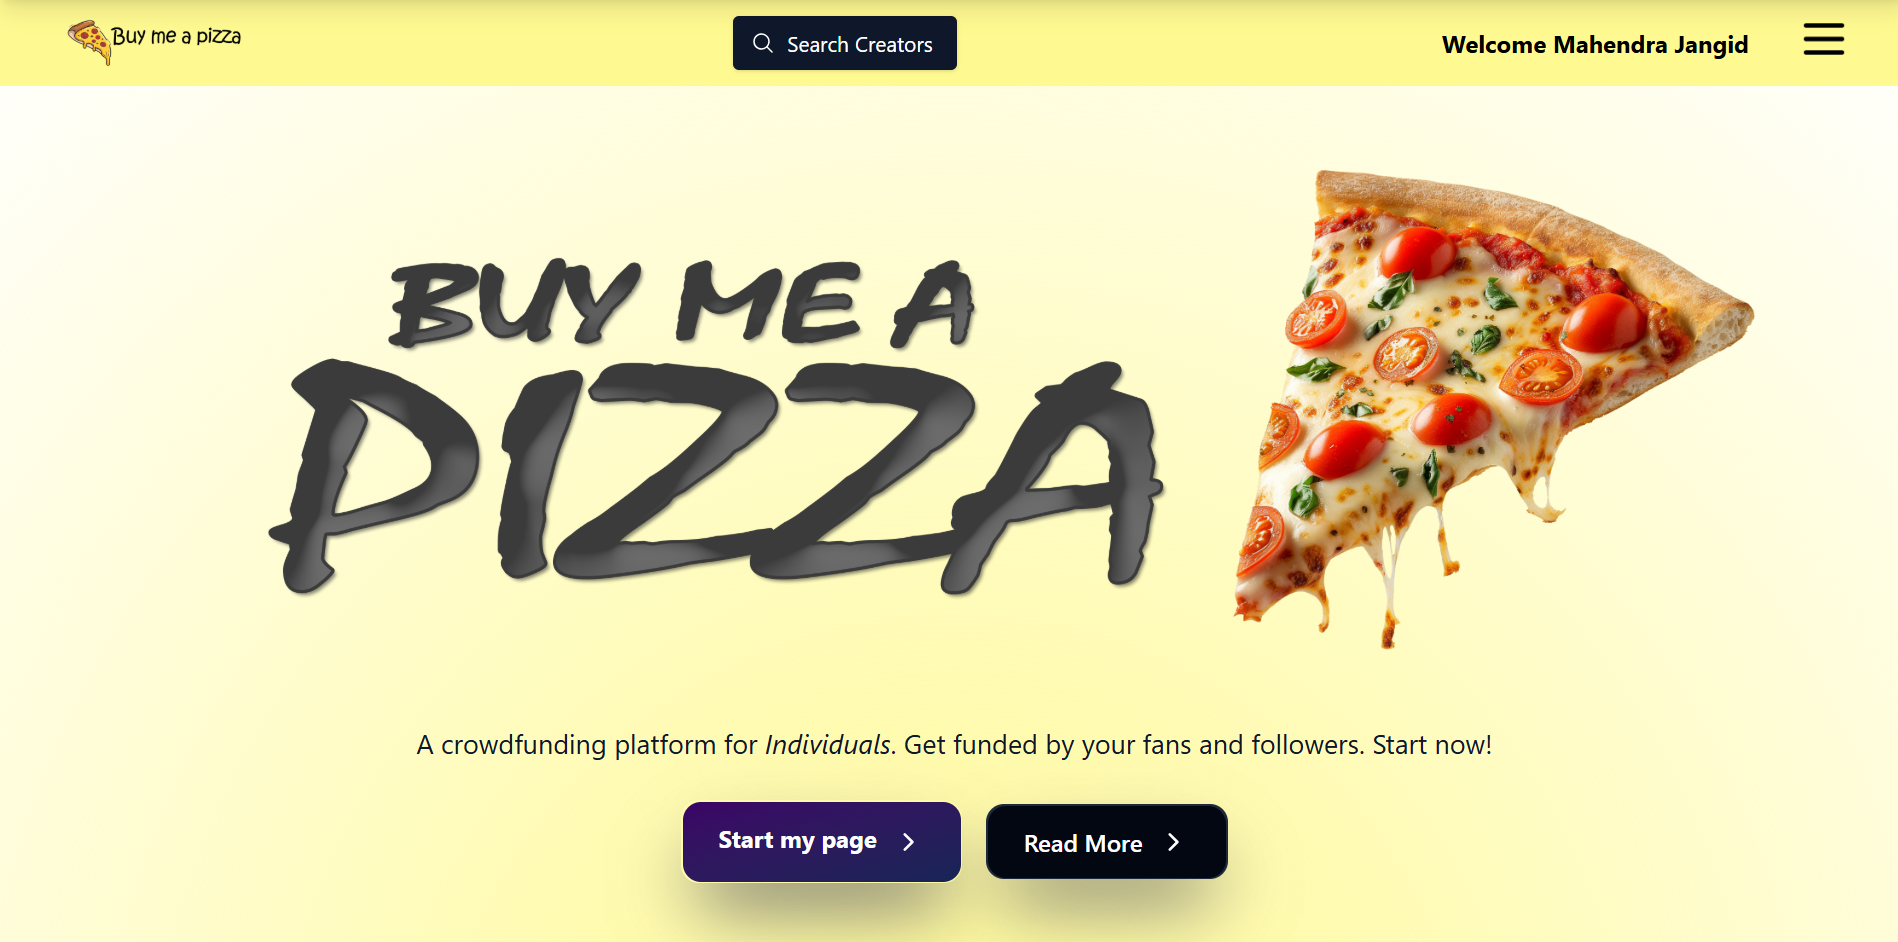 Buy me a pizza
Search Creators
Welcome Mahendra Jangid
BUY ME A
PIZZA
A crowdfunding platform for Individuals. Get funded by your fans and followers. Start now!
Start my page
Read More